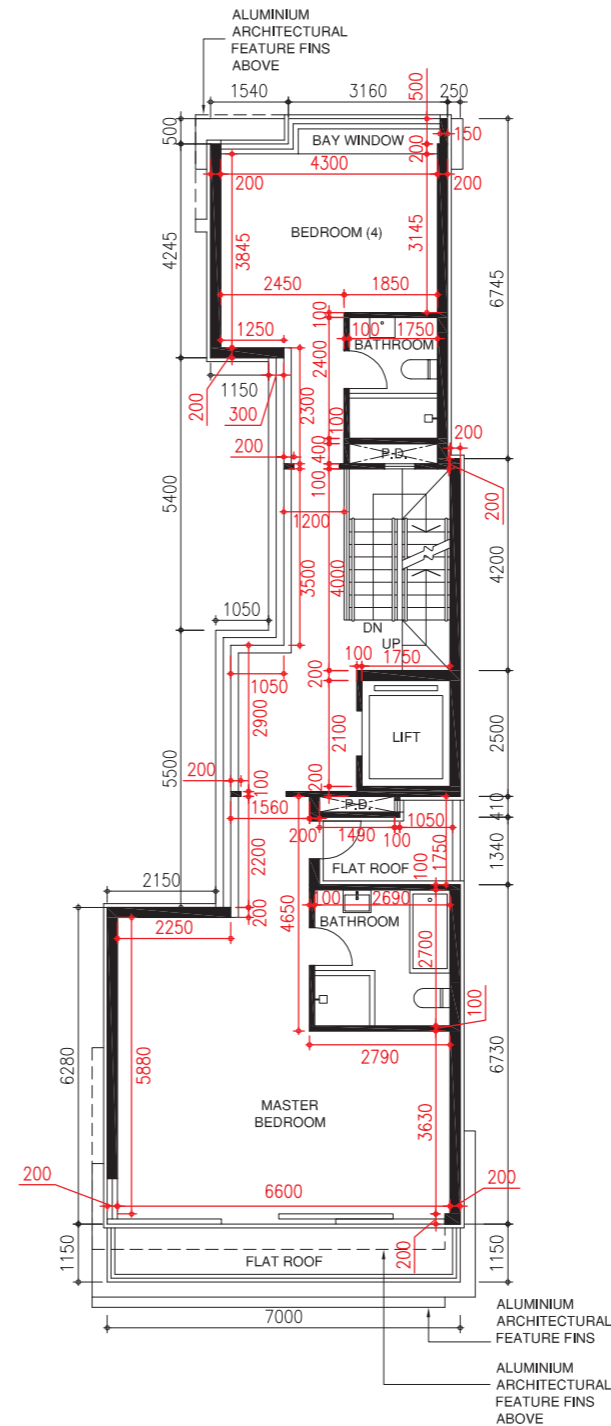 ALUMINIUM
ARCHITECTURAL
FEATURE FINS
ABOVE
1540 3160 250
500
500
BAY WINDOW
150
200
4300
200 200
BEDROOM (4)
4245
3845
3145
6745
2450 1850
1250
100
100 1750
BATHROOM
2400
1150
200
300
2300
100
200
400
P.D.
200
100
200
5400
1200
3500
4000
4200
1050
DN
UP
100 1750
1050
200
2900
2100
LIFT
2500
5500
200
100
200
1560
P.D.
410
200 1490 100 1050
2200
FLAT ROOF
100
1750
1340
2150
200
100 2690
BATHROOM
2250
4650
2700
100
2790
6280
5880
MASTER
BEDROOM
3630
6730
200
6600
200
200
1150
FLAT ROOF
1150
7000
ALUMINIUM
ARCHITECTURAL
FEATURE FINS
ALUMINIUM
ARCHITECTURAL
FEATURE FINS
ABOVE